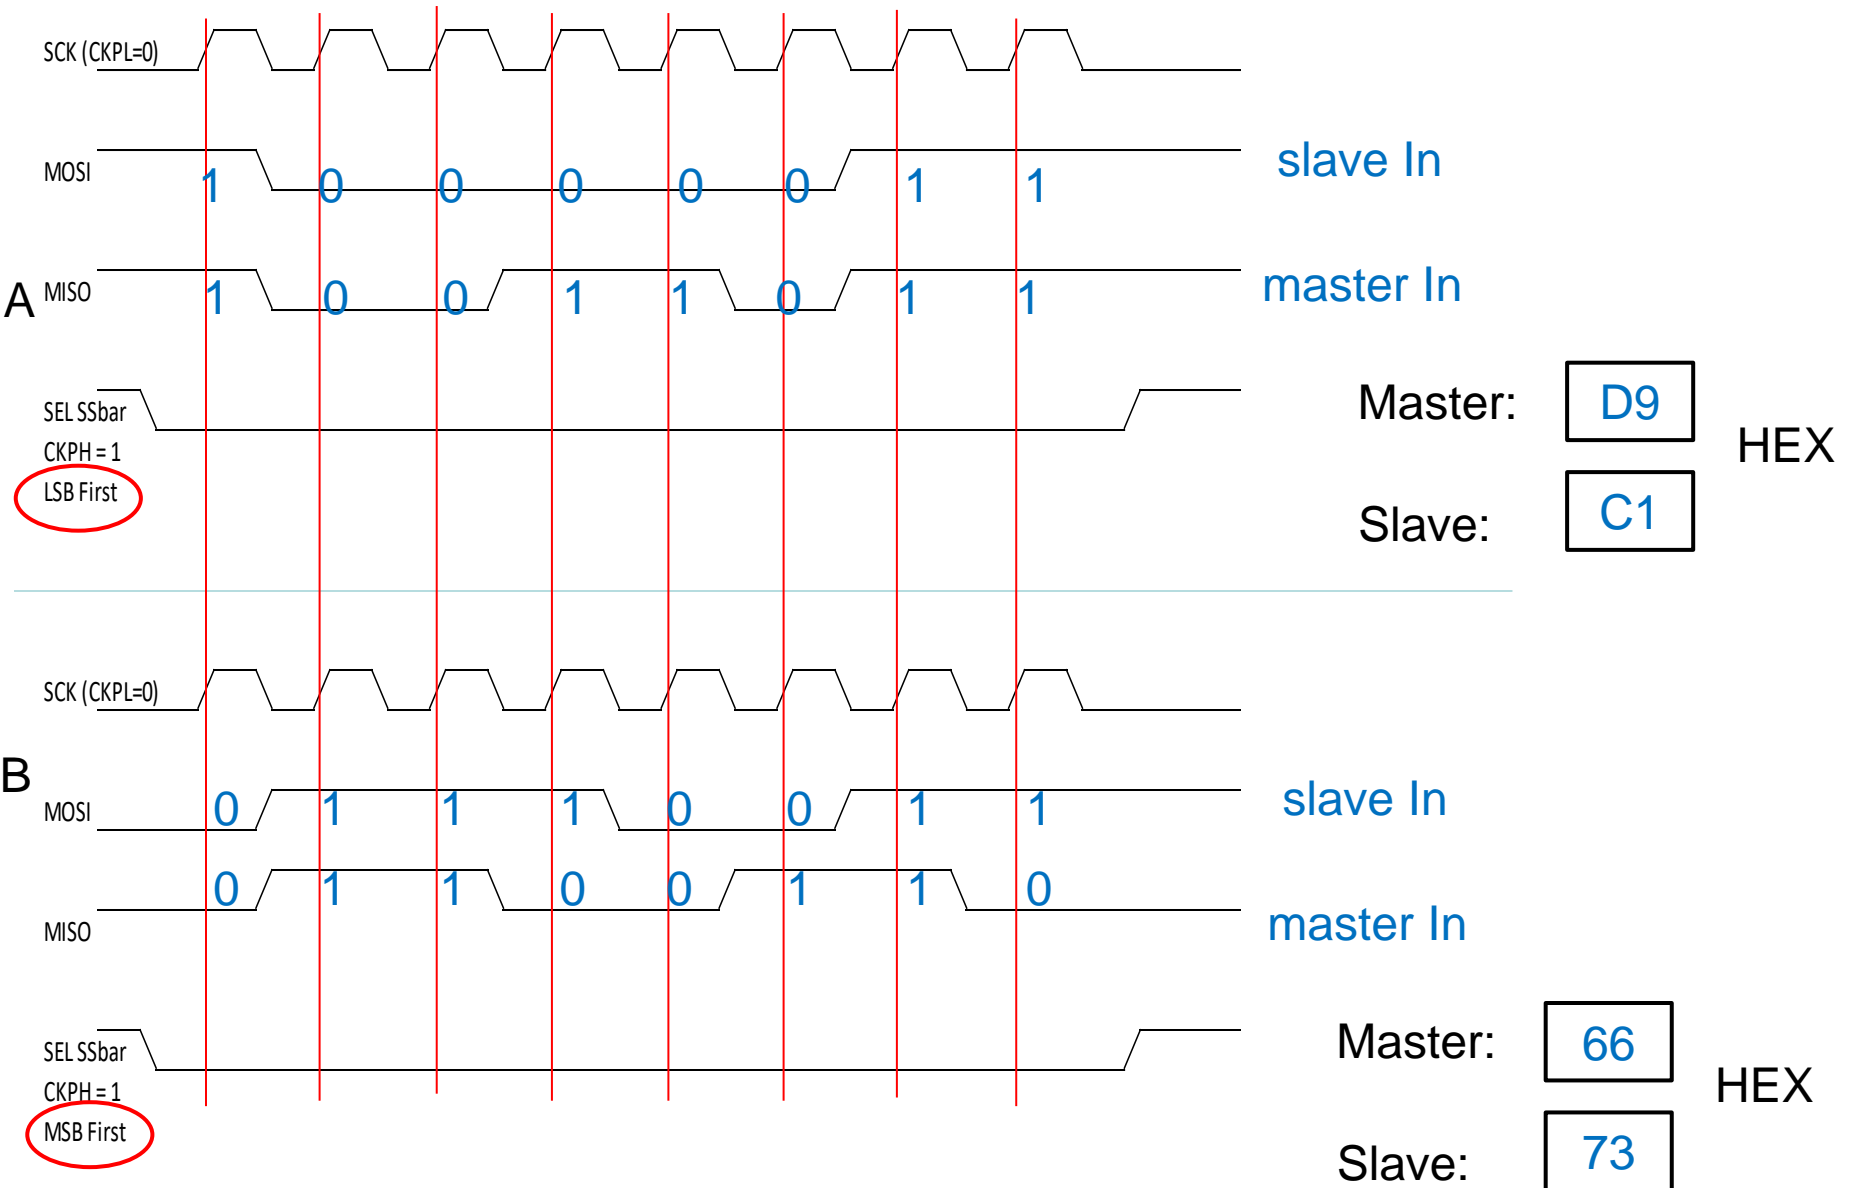 SCK (CKPL=0)
MOSI
1 0 0 0 0 0 1 1
slave In
A
MISO
1 0 0 1 1 0 1 1
master In
SEL SSbar
CKPH = 1
LSB First
Master:
D9
HEX
Slave:
C1
SCK (CKPL=0)
B
MOSI
0 1 1 1 0 0 1 1
slave In
MISO
0 1 1 0 0 1 1 0
master In
SEL SSbar
CKPH = 1
MSB First
Master:
66
HEX
Slave:
73